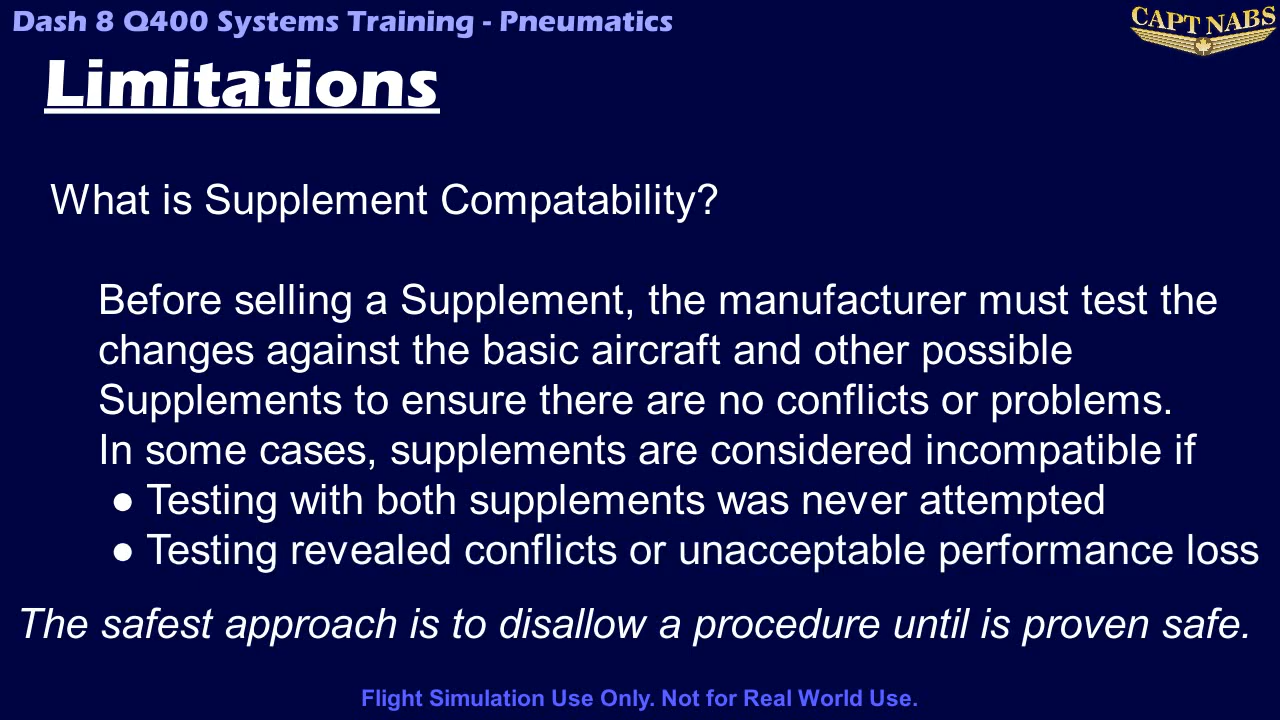 Dash 8 Q400 Systems Training - Pneumatics
CAPT NABS
Limitations
What is Supplement Compatability?
Before selling a Supplement, the manufacturer must test the
changes against the basic aircraft and other possible
Supplements to ensure there are no conflicts or problems.
In some cases, supplements are considered incompatible if
● Testing with both supplements was never attempted
● Testing revealed conflicts or unacceptable performance loss
The safest approach is to disallow a procedure until is proven safe.
Flight Simulation Use Only. Not for Real World Use.